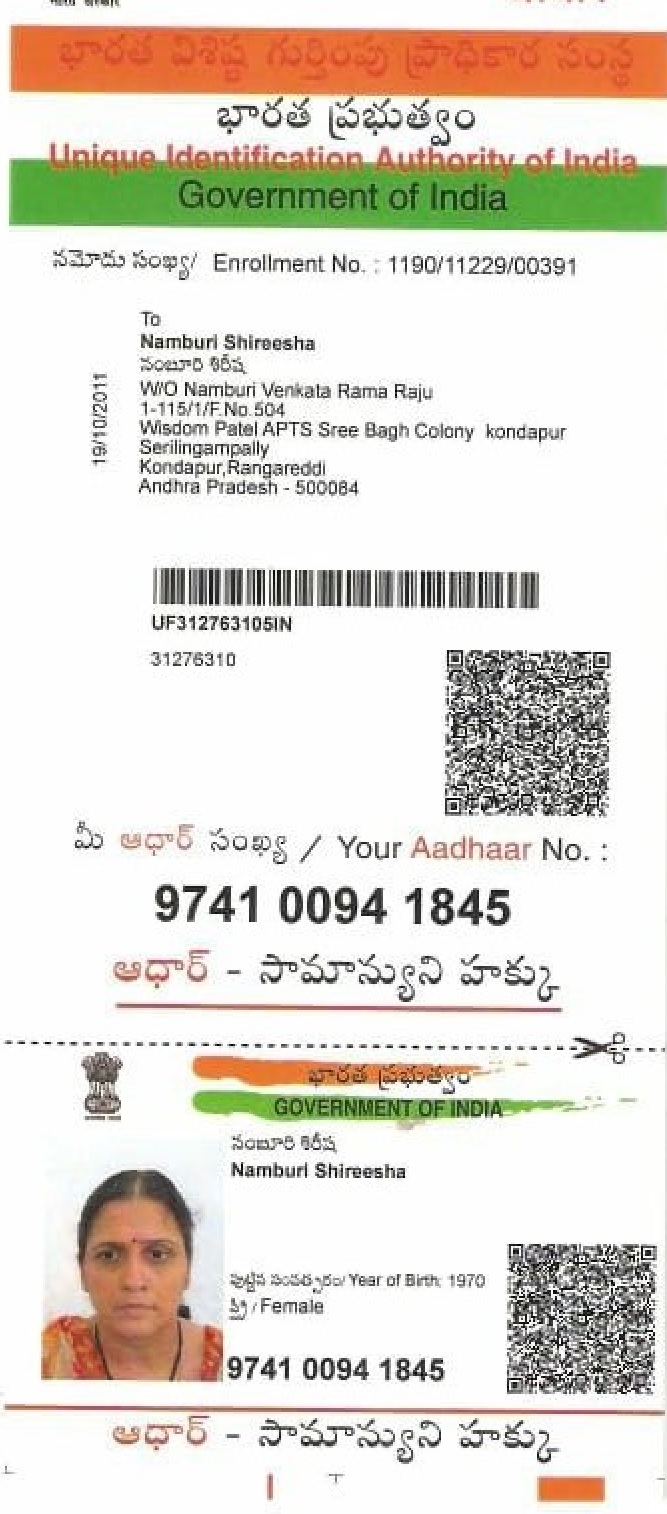 భారత విశిష్ట గుర్తింపు ప్రాధికార సంస్థ
భారత ప్రభుత్వం
Unique Identification Authority of India
Government of India
నమోదు సంఖ్య/ Enrollment No. : 1190/11229/00391
19/10/2011
To
Namburi Shireesha
నంబూరి శిరీష
W/O Namburi Venkata Rama Raju
1-115/1/F.No.504
Wisdom Patel APTS Sree Bagh Colony kondapur
Serilingampally
Kondapur,Rangareddi
Andhra Pradesh - 500084
UF312763105IN
31276310
మీ ఆధార్ సంఖ్య / Your Aadhaar No. :
9741 0094 1845
ఆధార్ - సామాన్యుని హక్కు
భారత ప్రభుత్వం
GOVERNMENT OF INDIA
నంబూరి శిరీష
Namburi Shireesha
పుట్టిన సంవత్సరం/ Year of Birth: 1970
స్త్రీ / Female
9741 0094 1845
ఆధార్ - సామాన్యుని హక్కు